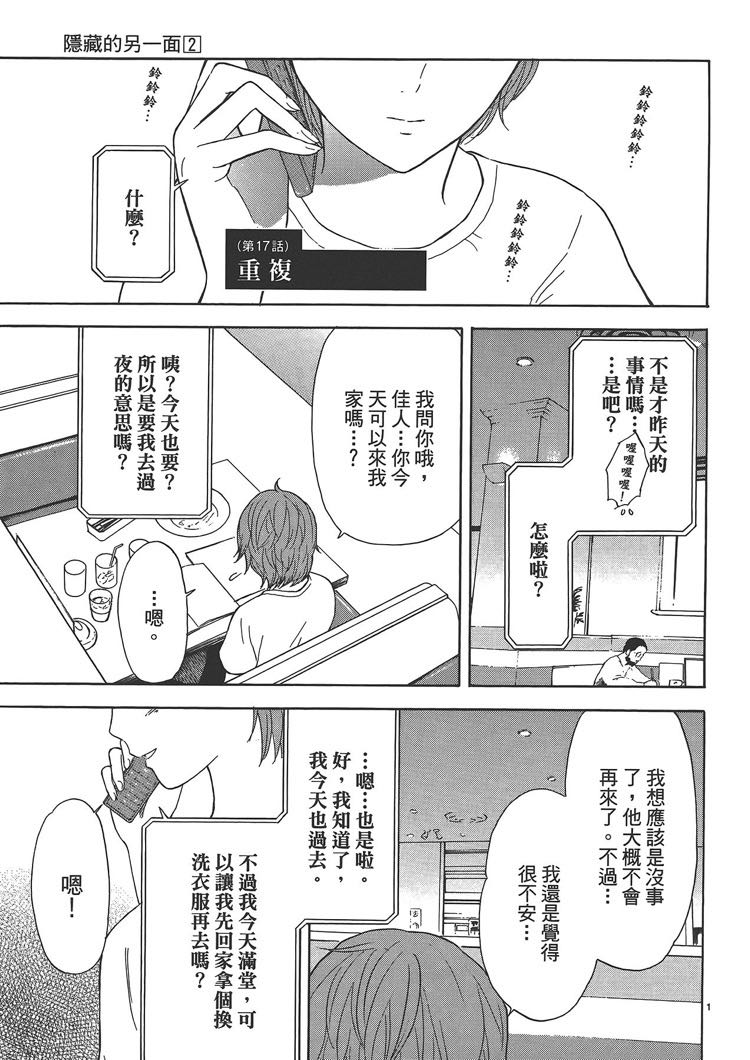 隱藏的另一面2
鈴鈴鈴鈴鈴…
鈴鈴鈴鈴鈴…
鈴鈴鈴…
什麼？
(第17話)
重複
不是才昨天的
事情嗎…
…是吧？
喔喔喔喔！
怎麼啦？
我問你哦，
佳人…你今
天可以來我
家嗎…？
咦？今天也要？
所以是要我去過
夜的意思嗎？
…嗯。
我想應該是沒事
了，他大概不會
再來了。不過…
我還是覺得
很不安…
…嗯…也是啦。
好，我知道了，
我今天也過去。
不過我今天滿堂，可
以讓我先回家拿個換
洗衣服再去嗎？
嗯！
1